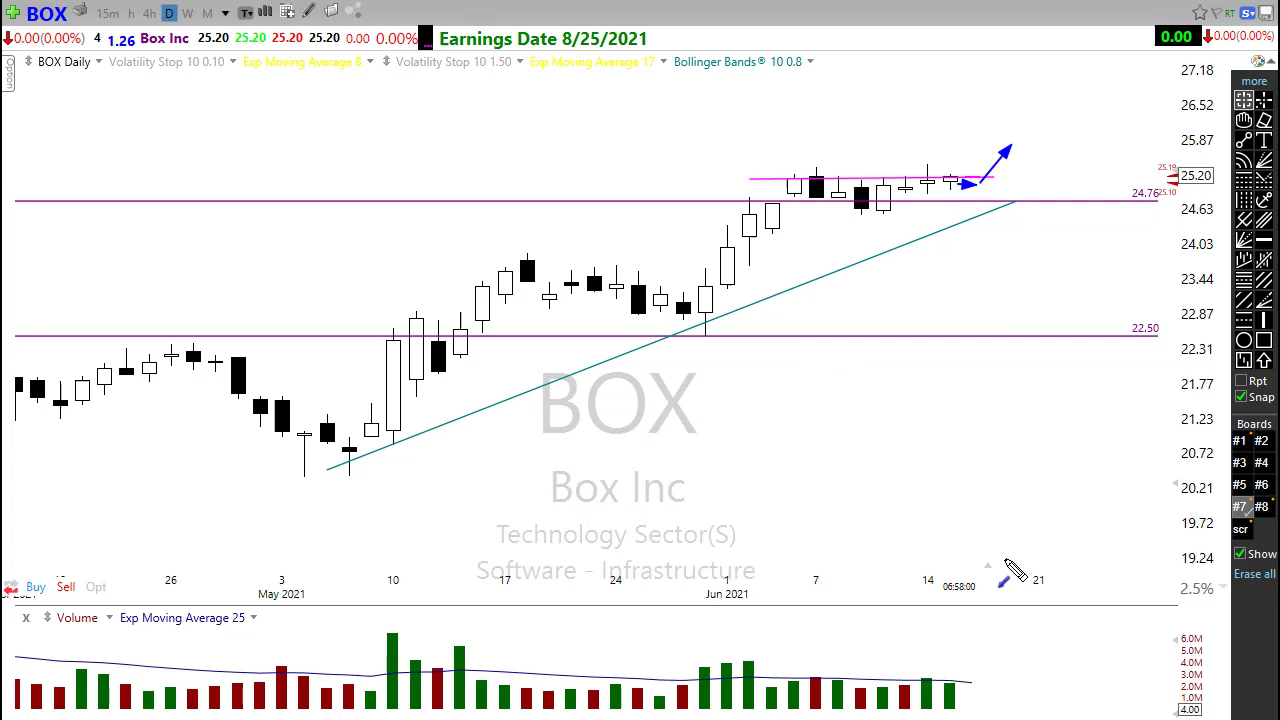 BOX 15m h 4h D W M T RT S
0.00(0.00%) 4 1.26 Box Inc 25.20 25.20 25.20 25.20 0.00 0.00% Earnings Date 8/25/2021 0.00 0.00(0.00%)
Option BOX Daily Volatility Stop 10 0.10 Exp Moving Average 8 Volatility Stop 10 1.50 Exp Moving Average 17 Bollinger Bands® 10 0.8
27.18
more
26.52
25.87
25.19
25.20
24.76 25.10
24.63
24.03
23.44
22.87
22.50
22.31
Rpt
21.77
Snap
BOX
21.23
Boards
#1 #2
20.72
#3 #4
Box Inc
20.21
#5 #6
#7 #8
19.72
scr
Technology Sector(S)
19.24
Show
Software - Infrastructure
Erase all
26 3 10 17 24 1 7 14 21
Buy Sell Opt 06:58:00 2.5%
May 2021 Jun 2021
x Volume Exp Moving Average 25
6.0M
5.0M
4.0M
3.0M
2.0M
1.0M
4.00